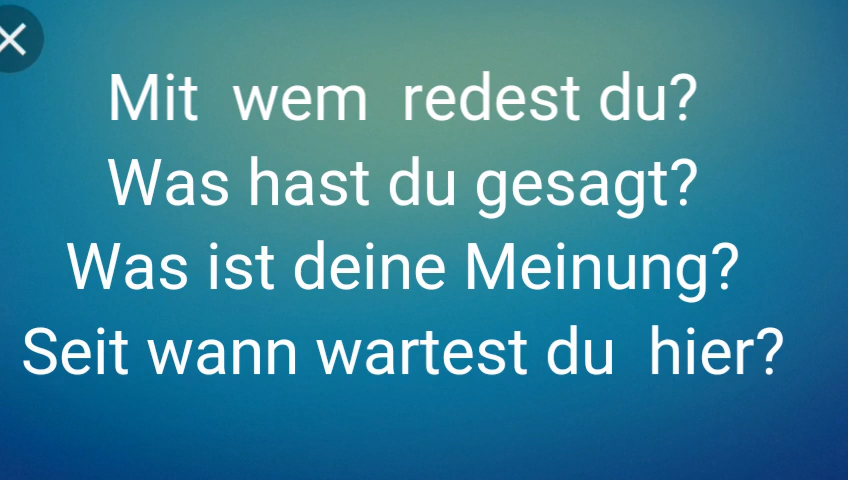 Mit wem redest du?
Was hast du gesagt?
Was ist deine Meinung?
Seit wann wartest du hier?